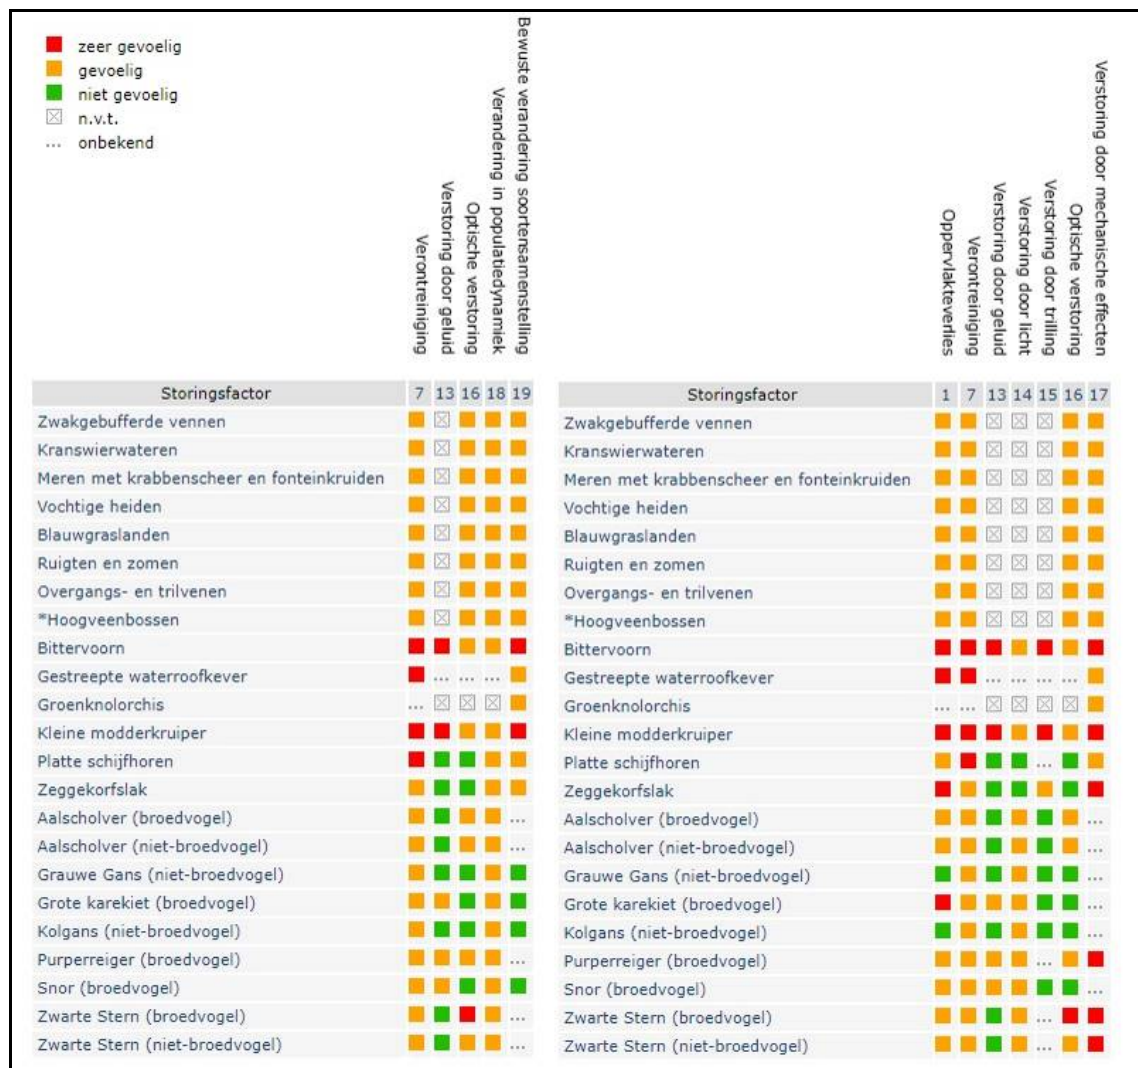 zeer gevoelig
gevoelig
niet gevoelig
n.v.t.
... onbekend
Verontreiniging
Verstoring door geluid
Optische verstoring
Verandering in populatiedynamiek
Bewuste verandering soortensamenstelling
Storingsfactor 7 13 16 18 19
Zwakgebufferde vennen
Kranswierwateren
Meren met krabbenscheer en fonteinkruiden
Vochtige heiden
Blauwgraslanden
Ruigten en zomen
Overgangs- en trilvenen
*Hoogveenbossen
Bittervoorn
Gestreepte waterroofkever ... ... ...
Groenknolorchis ...
Kleine modderkruiper
Platte schijfhoren
Zeggekorfslak
Aalscholver (broedvogel) ...
Aalscholver (niet-broedvogel) ...
Grauwe Gans (niet-broedvogel)
Grote karekiet (broedvogel)
Kolgans (niet-broedvogel)
Purperreiger (broedvogel) ...
Snor (broedvogel)
Zwarte Stern (broedvogel) ...
Zwarte Stern (niet-broedvogel) ...
Oppervlakteverlies
Verontreiniging
Verstoring door geluid
Verstoring door licht
Verstoring door trilling
Optische verstoring
Verstoring door mechanische effecten
Storingsfactor 1 7 13 14 15 16 17
Zwakgebufferde vennen
Kranswierwateren
Meren met krabbenscheer en fonteinkruiden
Vochtige heiden
Blauwgraslanden
Ruigten en zomen
Overgangs- en trilvenen
*Hoogveenbossen
Bittervoorn
Gestreepte waterroofkever ... ... ... ...
Groenknolorchis ... ...
Kleine modderkruiper
Platte schijfhoren ...
Zeggekorfslak
Aalscholver (broedvogel) ...
Aalscholver (niet-broedvogel) ...
Grauwe Gans (niet-broedvogel) ...
Grote karekiet (broedvogel) ...
Kolgans (niet-broedvogel) ...
Purperreiger (broedvogel) ...
Snor (broedvogel) ...
Zwarte Stern (broedvogel) ...
Zwarte Stern (niet-broedvogel) ...